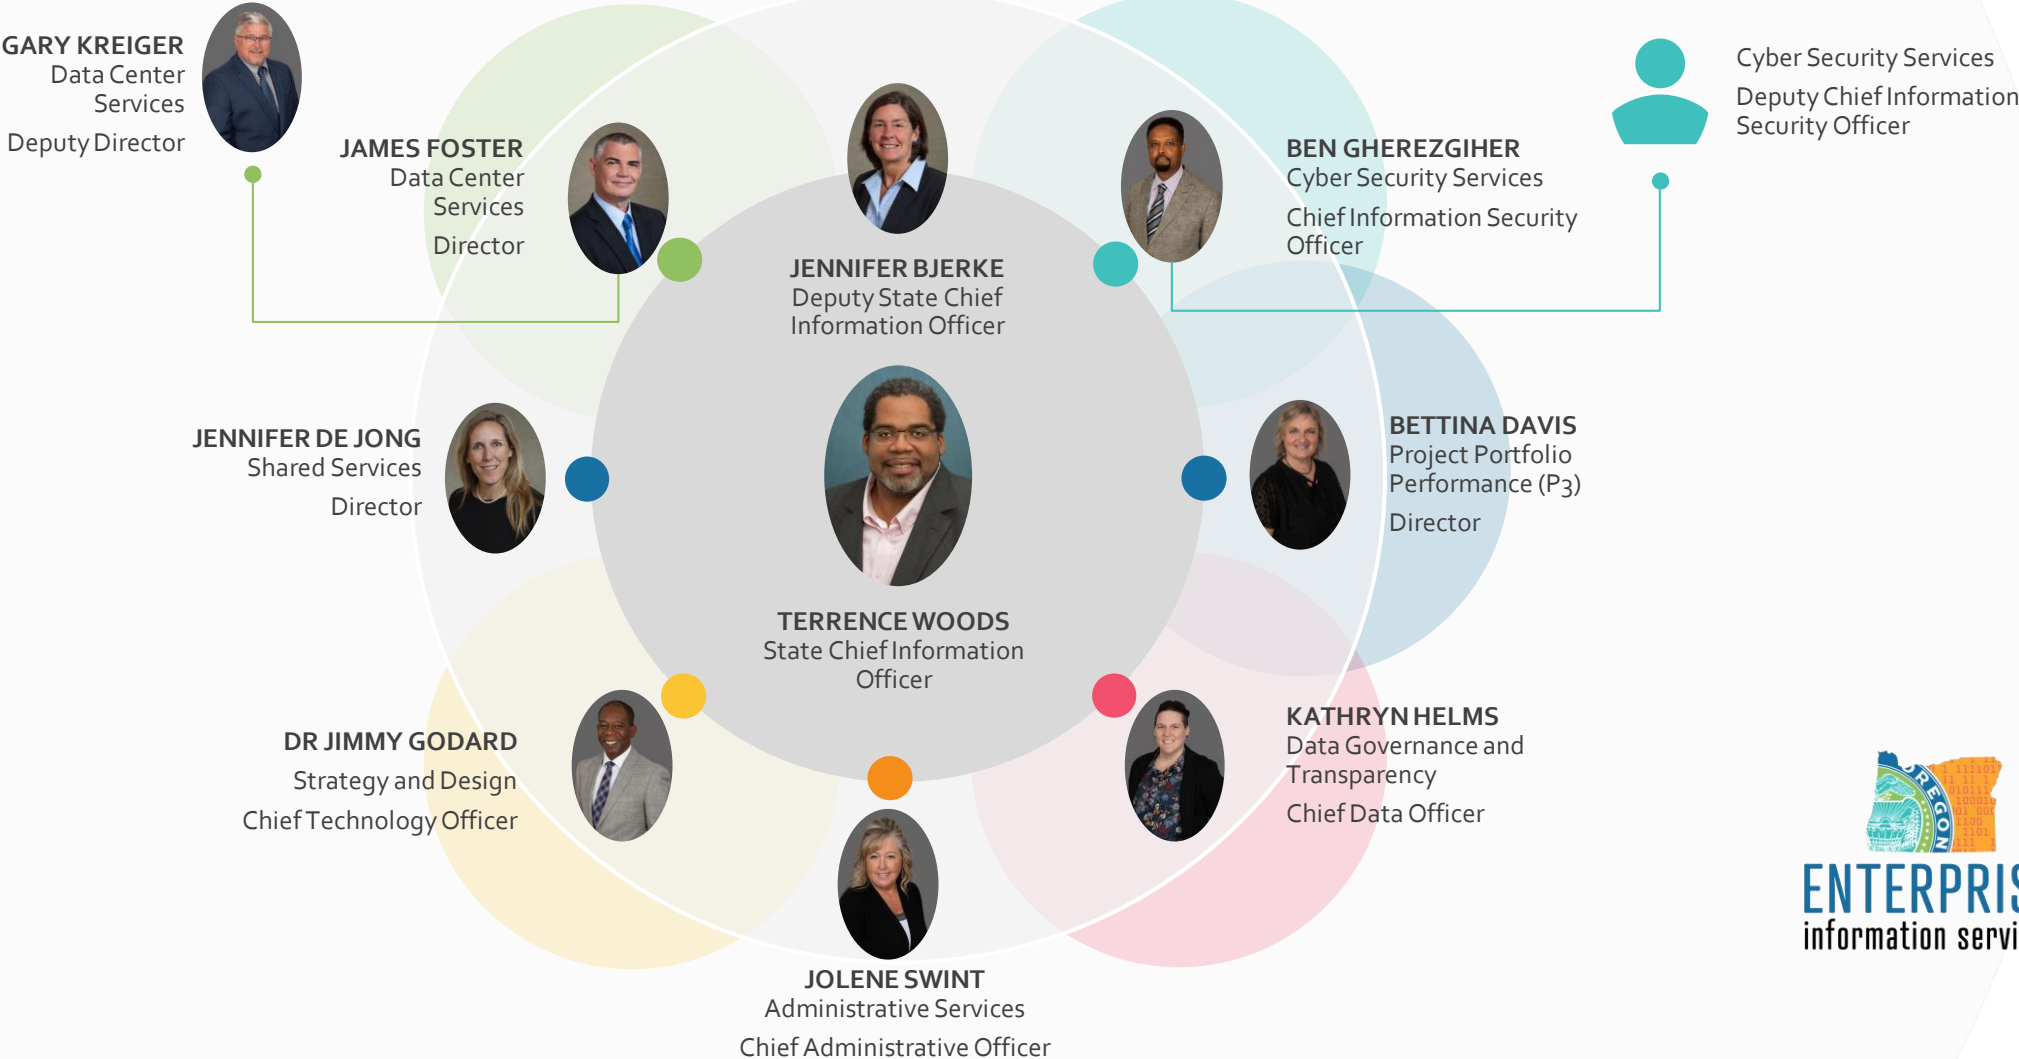 GARY KREIGER
Data Center
Services
Deputy Director
JAMES FOSTER
Data Center
Services
Director
JENNIFER BJERKE
Deputy State Chief
Information Officer
BEN GHEREZGIHER
Cyber Security Services
Chief Information Security
Officer
Cyber Security Services
Deputy Chief Information
Security Officer
JENNIFER DE JONG
Shared Services
Director
TERRENCE WOODS
State Chief Information
Officer
BETTINA DAVIS
Project Portfolio
Performance (P3)
Director
DR JIMMY GODARD
Strategy and Design
Chief Technology Officer
KATHRYN HELMS
Data Governance and
Transparency
Chief Data Officer
JOLENE SWINT
Administrative Services
Chief Administrative Officer
OREGON
ENTERPRIS
information servi